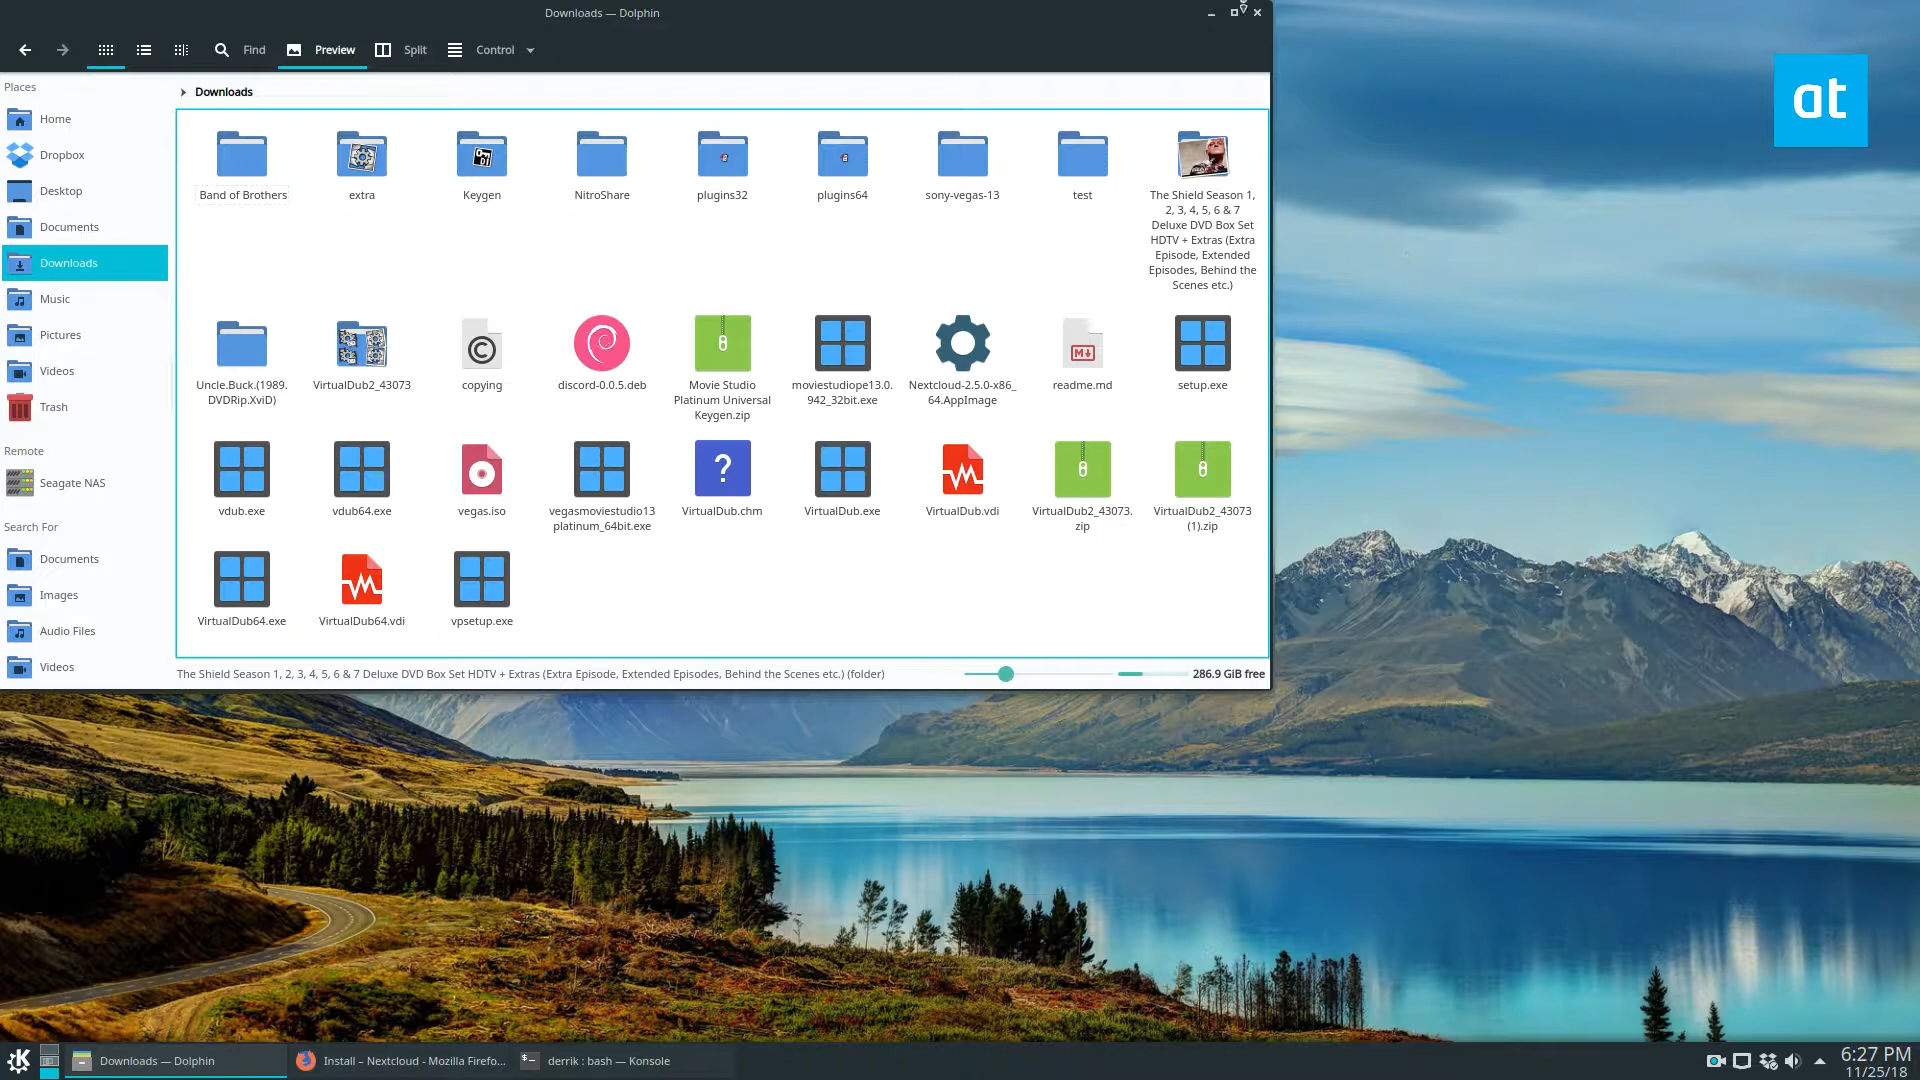 Downloads — Dolphin
Find
Preview
Split
Control
Places
Downloads
Home
Dropbox
Desktop
Documents
Downloads
Music
Pictures
Videos
Trash
Remote
Seagate NAS
Search For
Documents
Images
Audio Files
Videos
Band of Brothers
extra
Keygen
NitroShare
plugins32
plugins64
sony-vegas-13
test
The Shield Season 1,
2, 3, 4, 5, 6 & 7
Deluxe DVD Box Set
HDTV + Extras (Extra
Episode, Extended
Episodes, Behind the
Scenes etc.)
Uncle.Buck.(1989.
DVDRip.XviD)
VirtualDub2_43073
copying
discord-0.0.5.deb
Movie Studio
Platinum Universal
Keygen.zip
moviestudiope13.0.
942_32bit.exe
Nextcloud-2.5.0-x86_
64.AppImage
readme.md
setup.exe
vdub.exe
vdub64.exe
vegas.iso
vegasmoviestudio13
platinum_64bit.exe
VirtualDub.chm
VirtualDub.exe
VirtualDub.vdi
VirtualDub2_43073.
zip
VirtualDub2_43073
(1).zip
VirtualDub64.exe
VirtualDub64.vdi
vpsetup.exe
The Shield Season 1, 2, 3, 4, 5, 6 & 7 Deluxe DVD Box Set HDTV + Extras (Extra Episode, Extended Episodes, Behind the Scenes etc.) (folder)
286.9 GiB free
at
Downloads — Dolphin
Install – Nextcloud - Mozilla Firefo...
derrik : bash — Konsole
6:27 PM
11/25/18